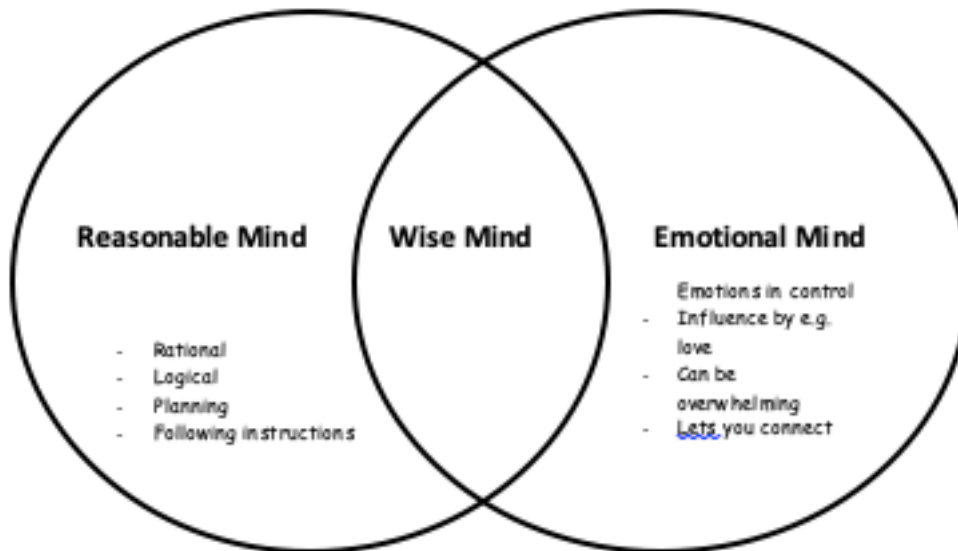 Reasonable Mind
- Rational
- Logical
- Planning
- Following instructions
Wise Mind
Emotional Mind
Emotions in control
- Influence by e.g.
love
- Can be
overwhelming
- Lets you connect